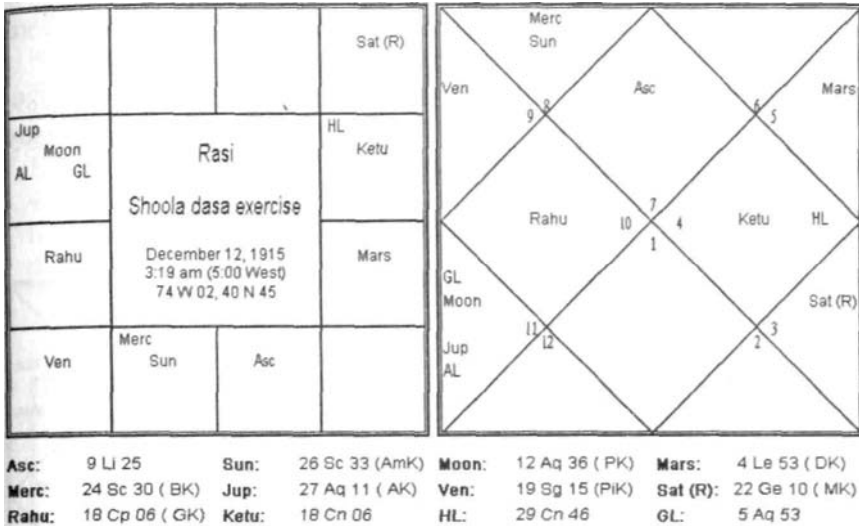 Sat (R)
Jup
Moon
AL GL
HL
Ketu
Rasi
Shoola dasa exercise
December 12, 1915
3:19 am (5:00 West)
74 W 02, 40 N 45
Rahu
Mars
Ven
Merc
Sun
Asc
Merc
Sun
Ven
Asc
Mars
8
9
6
5
Rahu
10
7
4
1
Ketu HL
GL
Moon
Sat (R)
11
12
3
2
Jup
AL
Asc: 9 Li 25 Sun: 26 Sc 33 (AmK) Moon: 12 Aq 36 ( PK) Mars: 4 Le 53 ( DK)
Merc: 24 Sc 30 ( BK) Jup: 27 Aq 11 ( AK) Ven: 19 Sg 15 (PiK) Sat (R): 22 Ge 10 ( MK)
Rahu: 18 Cp 06 ( GK) Ketu: 18 Cn 06 HL: 29 Cn 46 GL: 5 Aq 53